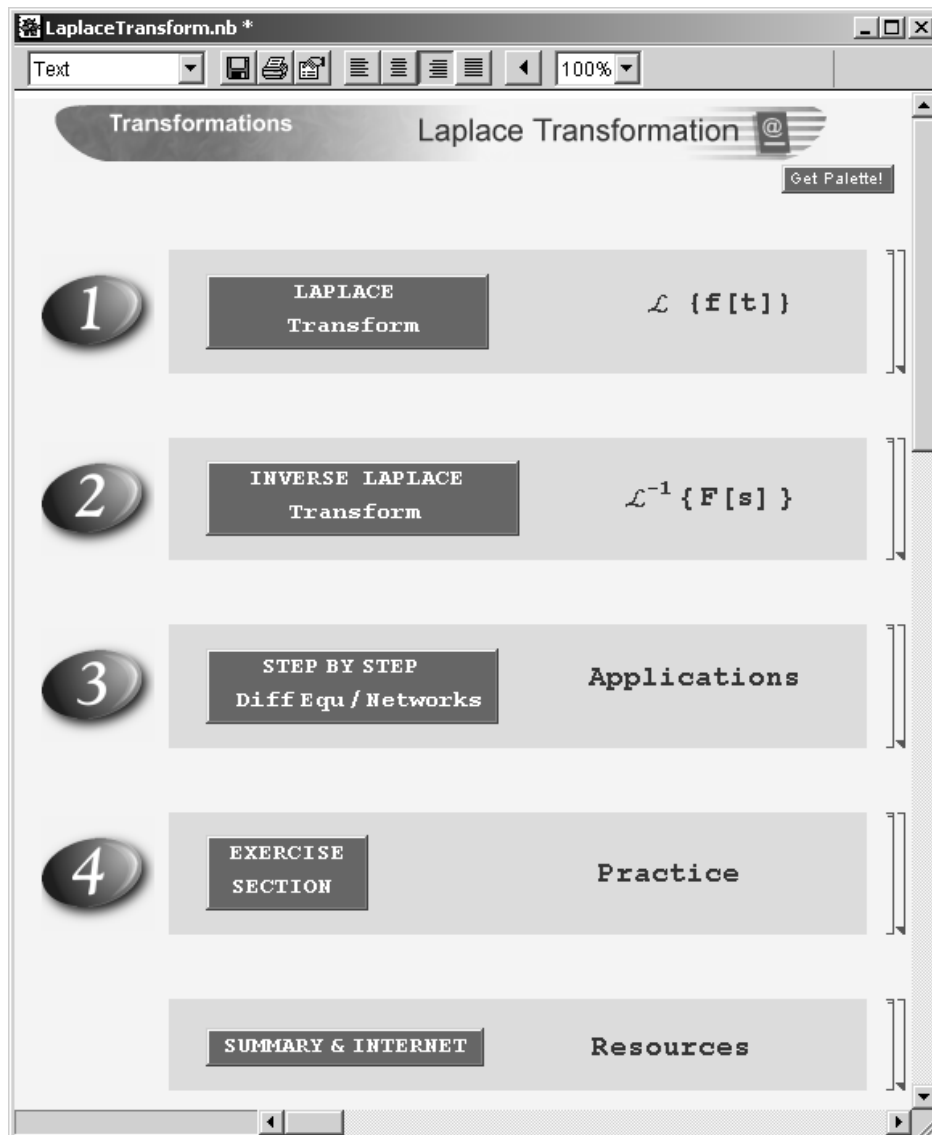 LaplaceTransform.nb *
Text 100%
Transformations Laplace Transformation @
Get Palette!
1 LAPLACE
Transform
ℒ {f[t]}
2 INVERSE LAPLACE
Transform
ℒ⁻¹{F[s] }
3 STEP BY STEP
Diff Equ / Networks
Applications
4 EXERCISE
SECTION
Practice
SUMMARY & INTERNET Resources